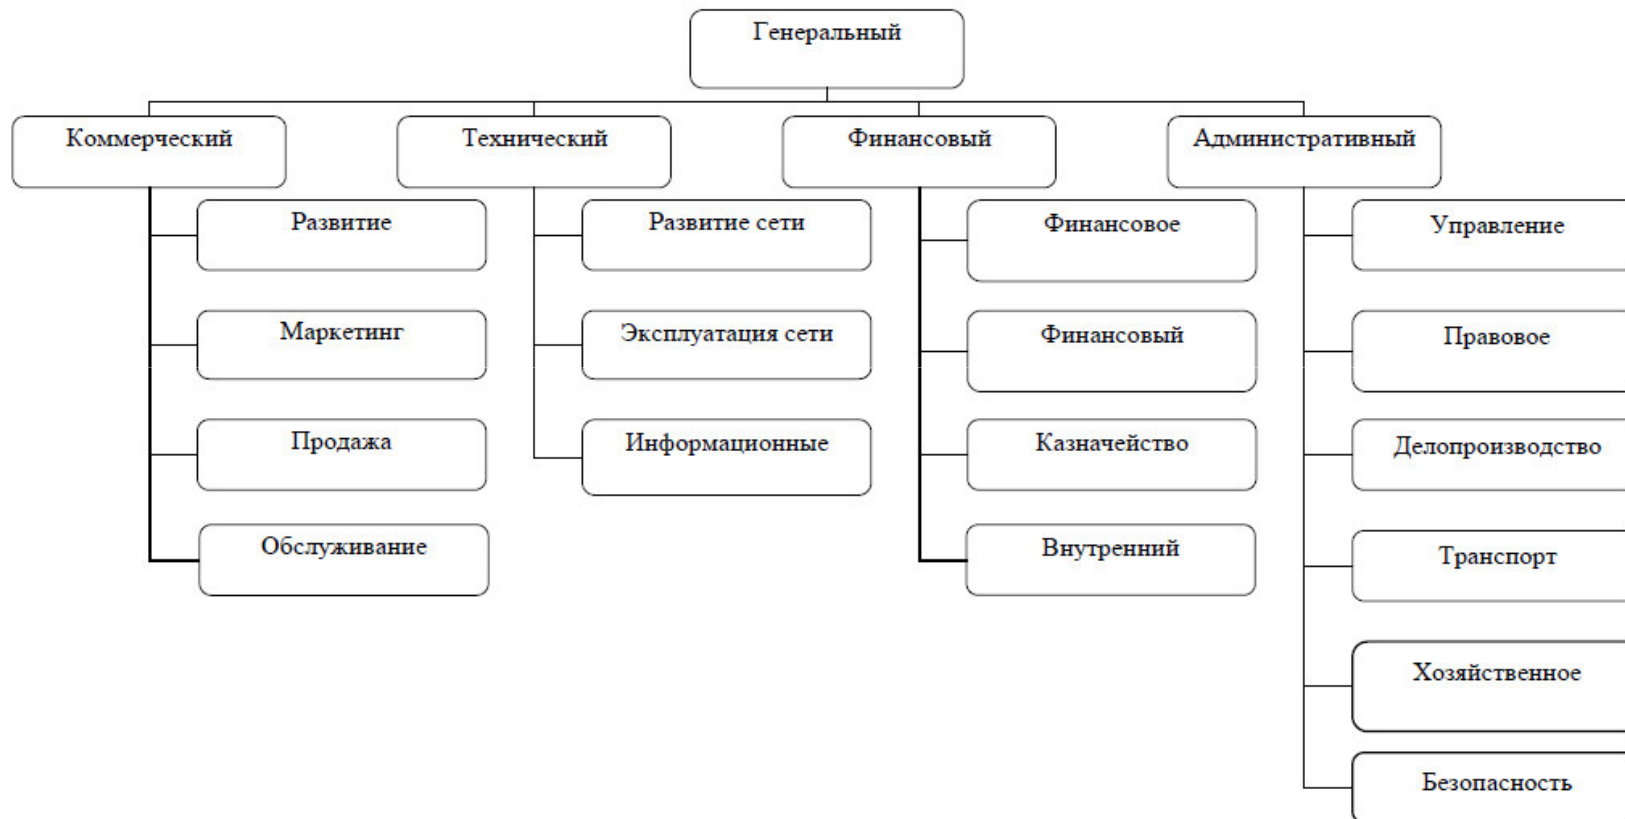 Генеральный
Коммерческий
Технический
Финансовый
Административный
Развитие
Развитие сети
Финансовое
Управление
Маркетинг
Эксплуатация сети
Финансовый
Правовое
Продажа
Информационные
Казначейство
Делопроизводство
Обслуживание
Внутренний
Транспорт
Хозяйственное
Безопасность